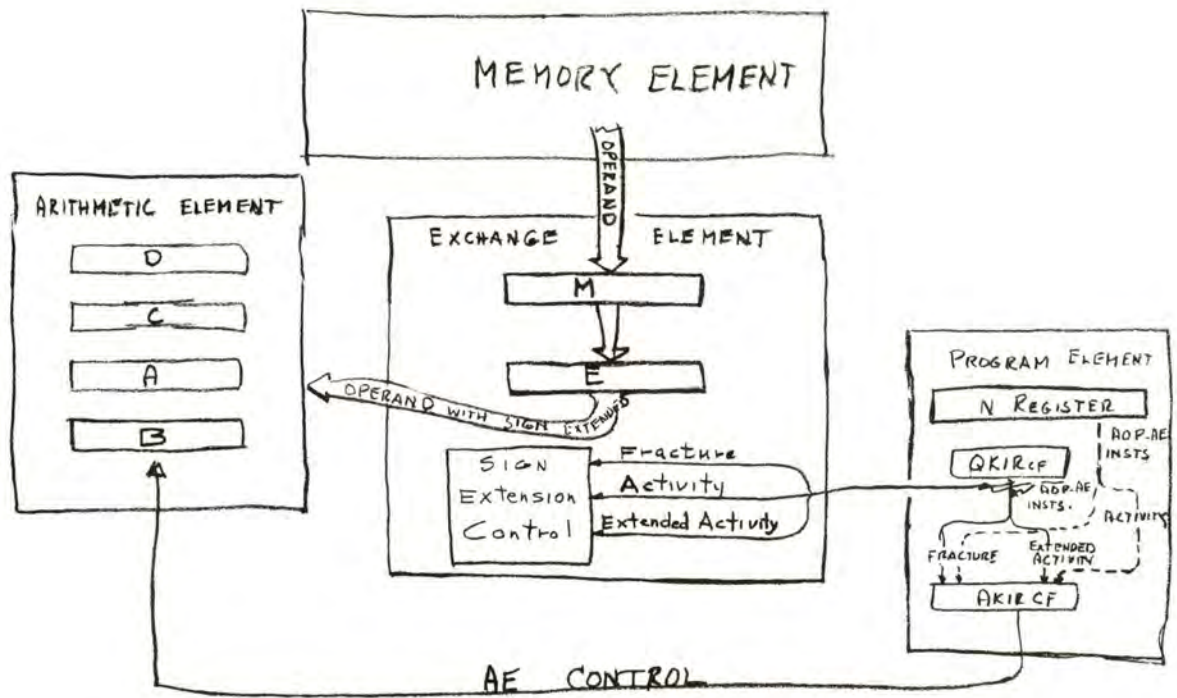 MEMORY ELEMENT
OPERAND
ARITHMETIC ELEMENT
D
C
A
B
EXCHANGE ELEMENT
M
E
OPERAND WITH SIGN EXTENDED
SIGN
Extension
Control
Fracture
Activity
Extended Activity
PROGRAM ELEMENT
N REGISTER
AOP-AE
INSTS
QKIRCF
AOP-AE
INSTS.
ACTIVITY
FRACTURE
EXTENDED
ACTIVITY
AKIRCF
AE CONTROL